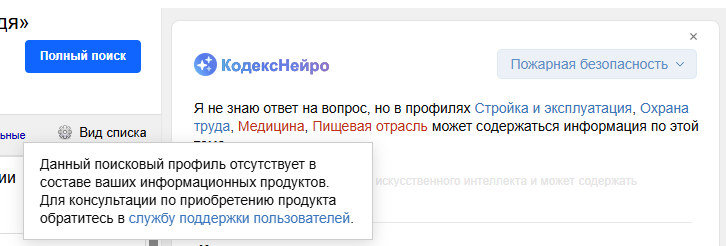 дя»
Полный поиск
×
КодексНейро
Пожарная безопасность
Я не знаю ответ на вопрос, но в профилях Стройка и эксплуатация, Охрана
труда, Медицина, Пищевая отрасль может содержаться информация по этой
льные
Вид списка
Данный поисковый профиль отсутствует в
составе ваших информационных продуктов.
Для консультации по приобретению продукта
обратитесь в службу поддержки пользователей.
ии
искусственного интеллекта и может содержать